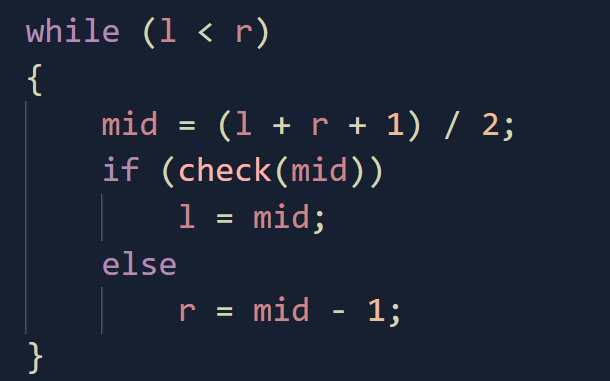 while (l < r)
{
    mid = (l + r + 1) / 2;
    if (check(mid))
        l = mid;
    else
        r = mid - 1;
}